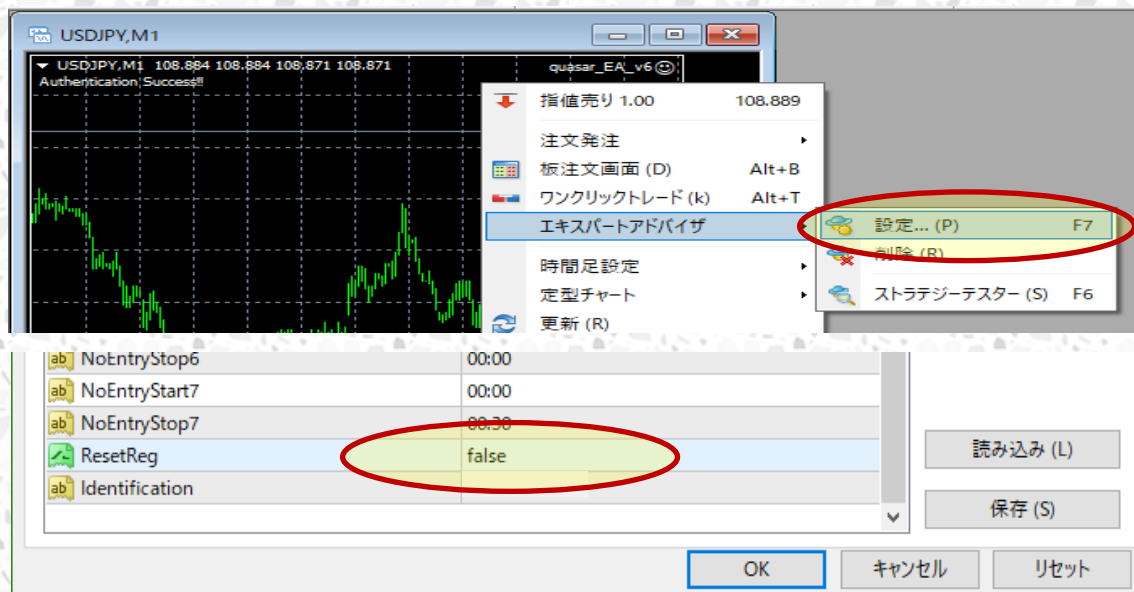 USDJPY,M1
USDJPY,M1 108.884 108.884 108.871 108.871 quasar_EA_v6
Authentication Success!!
指値売り 1.00 108.889
注文発注
板注文画面 (D) Alt+B
ワンクリックトレード (k) Alt+T
エキスパートアドバイザ
設定... (P) F7
削除 (R)
時間足設定
定型チャート
ストラテジーテスター (S) F6
更新 (R)
NoEntryStop6 00:00
NoEntryStart7 00:00
NoEntryStop7 00:30
ResetReg false
Identification
読み込み (L)
保存 (S)
OK キャンセル リセット